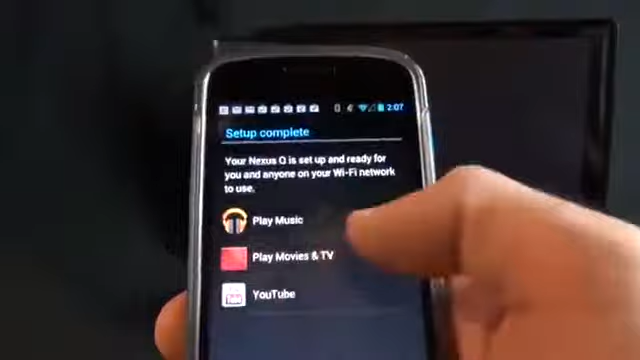 2:07
Setup complete
Your Nexus Q is set up and ready for
you and anyone on your Wi-Fi network
to use.
Play Music
Play Movies & TV
YouTube